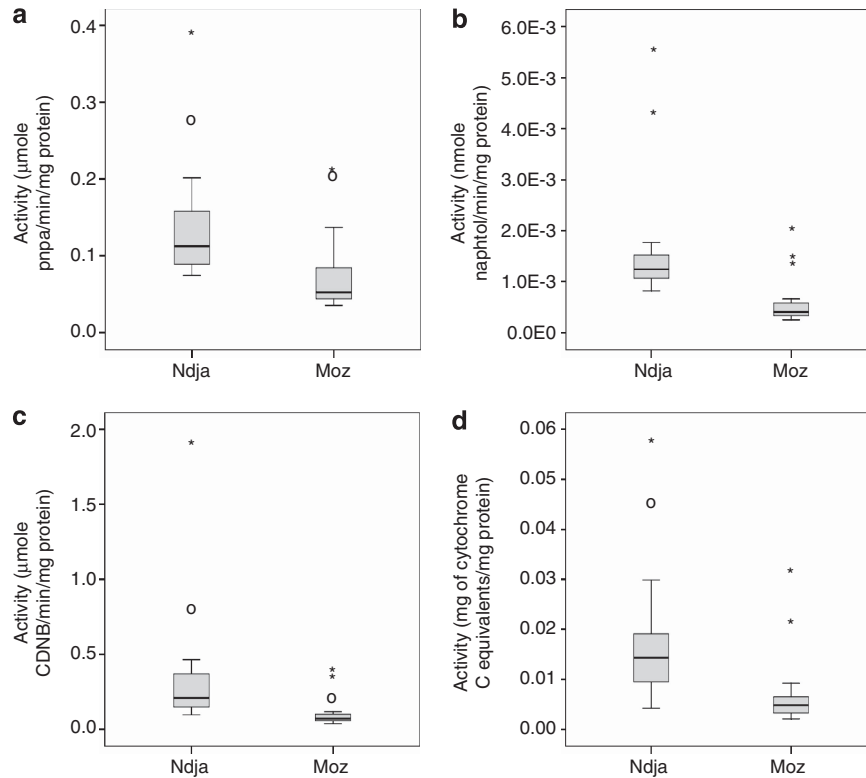 a
Activity (µmole
pnpa/min/mg protein)
0.4
0.3
0.2
0.1
0.0
*
o
*
o
Ndja
Moz
b
Activity (nmole
naphtol/min/mg protein)
6.0E-3
5.0E-3
4.0E-3
3.0E-3
2.0E-3
1.0E-3
0.0E0
*
*
*
*
*
Ndja
Moz
c
Activity (µmole
CDNB/min/mg protein)
2.0
1.5
1.0
0.5
0.0
*
o
*
*
o
Ndja
Moz
d
Activity (mg of cytochrome
C equivalents/mg protein)
0.06
0.05
0.04
0.03
0.02
0.01
0.00
*
o
*
*
Ndja
Moz